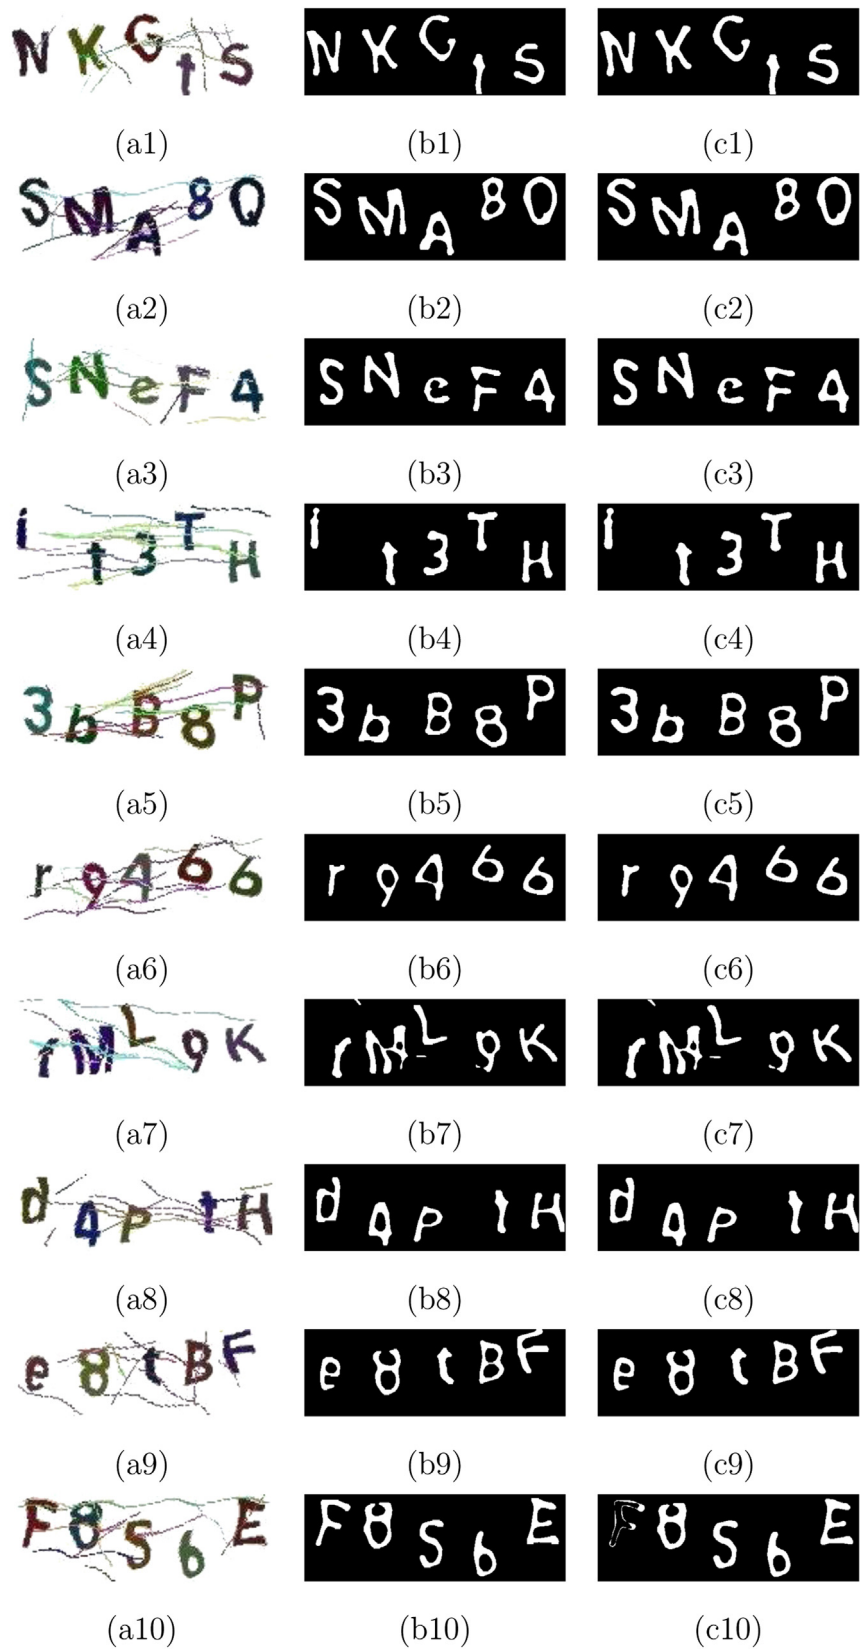 NKGtS NKGtS NKGtS
(a1) (b1) (c1)
SMA8Q SMA8Q SMA8Q
(a2) (b2) (c2)
SNeF4 SNeF4 SNeF4
(a3) (b3) (c3)
it3TH it3TH it3TH
(a4) (b4) (c4)
3bB8P 3bB8P 3bB8P
(a5) (b5) (c5)
r9466 r9466 r9466
(a6) (b6) (c6)
rML9K rML9K rML9K
(a7) (b7) (c7)
d4PtH d4PtH d4PtH
(a8) (b8) (c8)
e8tBF e8tBF e8tBF
(a9) (b9) (c9)
F8S6E F8S6E F8S6E
(a10) (b10) (c10)